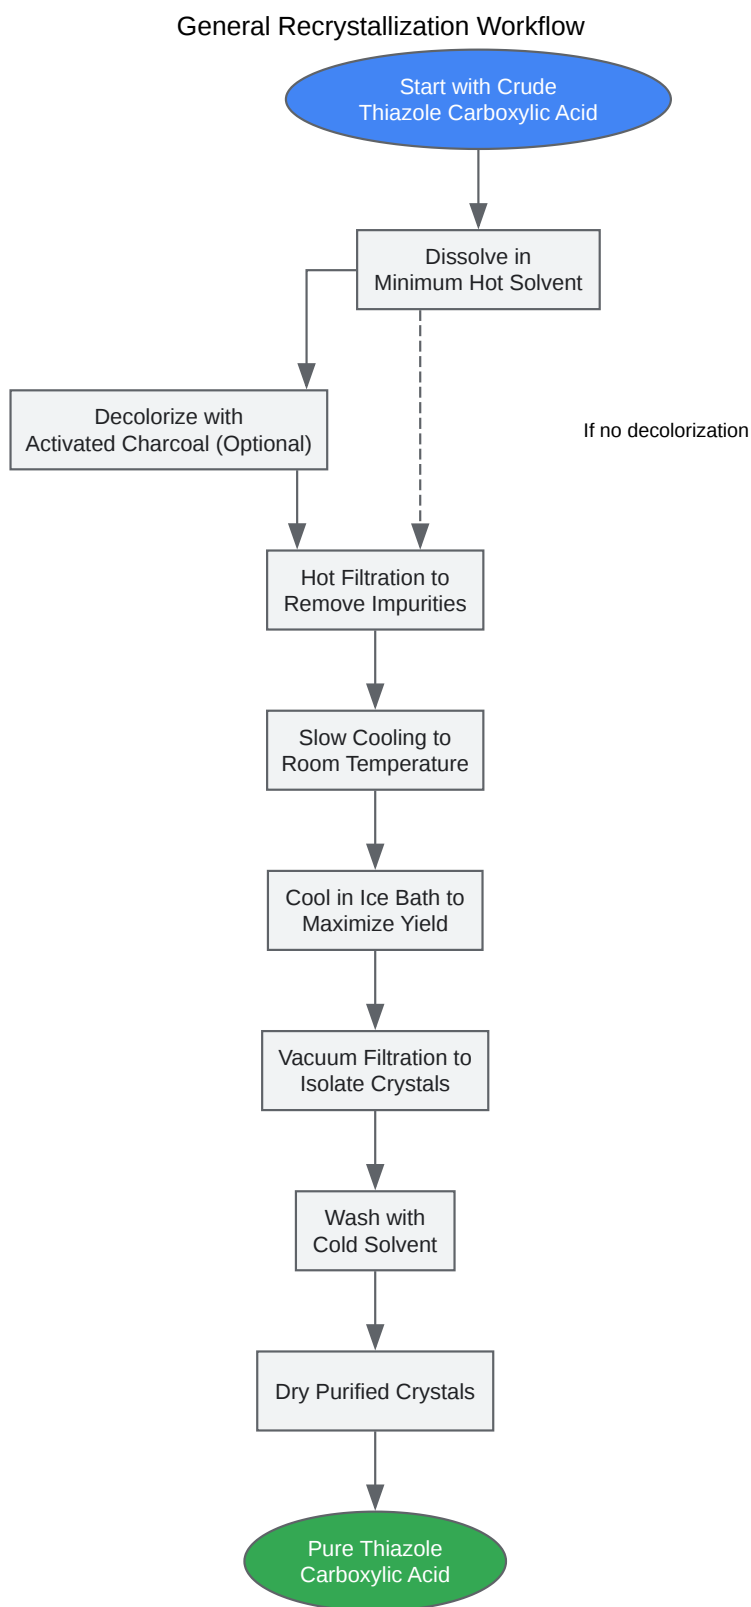 General Recrystallization Workflow
Start with Crude
Thiazole Carboxylic Acid
Dissolve in
Minimum Hot Solvent
Decolorize with
Activated Charcoal (Optional)
If no decolorization
Hot Filtration to
Remove Impurities
Slow Cooling to
Room Temperature
Cool in Ice Bath to
Maximize Yield
Vacuum Filtration to
Isolate Crystals
Wash with
Cold Solvent
Dry Purified Crystals
Pure Thiazole
Carboxylic Acid